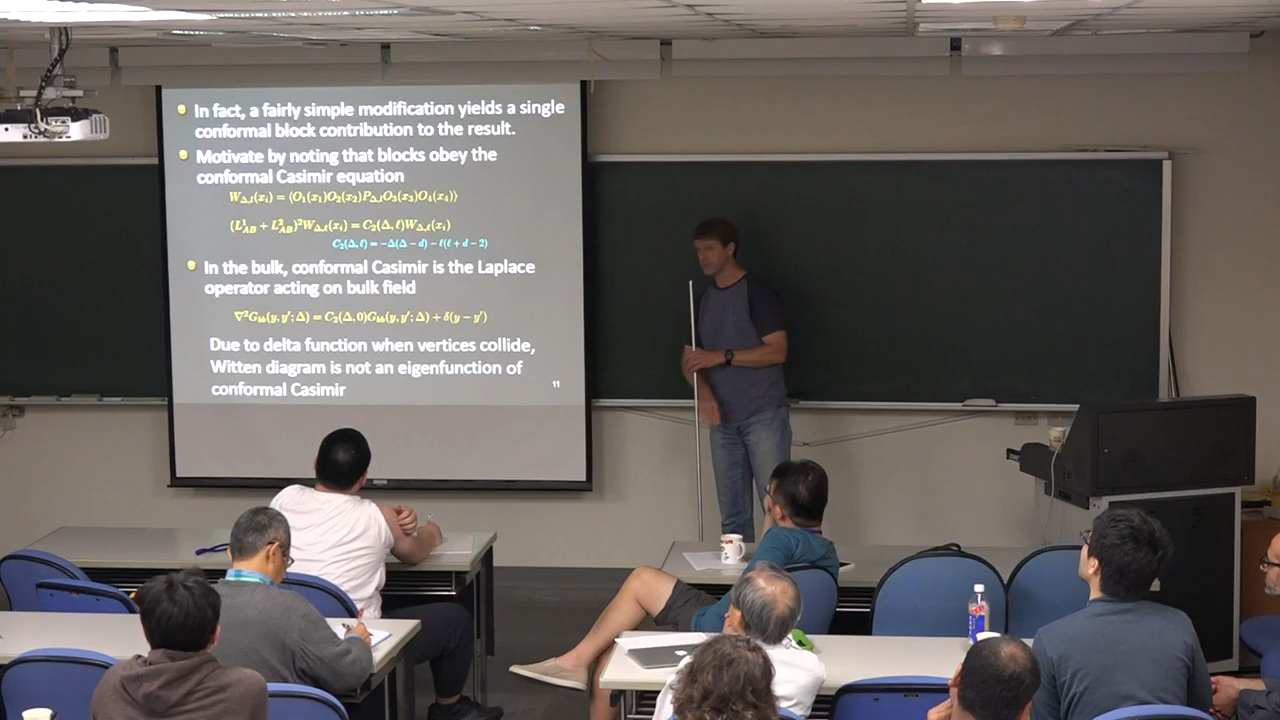 In fact, a fairly simple modification yields a single
conformal block contribution to the result.
Motivate by noting that blocks obey the
conformal Casimir equation
W_{Δ,ℓ}(x_i) = ⟨O_1(x_1)O_2(x_2)P_{Δ,ℓ}O_3(x_3)O_4(x_4)⟩
(L^1_{AB} + L^2_{AB})^2 W_{Δ,ℓ}(x_i) = C_2(Δ, ℓ)W_{Δ,ℓ}(x_i)
C_2(Δ, ℓ) = −Δ(Δ − d) − ℓ(ℓ + d − 2)
In the bulk, conformal Casimir is the Laplace
operator acting on bulk field
∇^2 G_{bb}(y, y′; Δ) = C_2(Δ, 0)G_{bb}(y, y′; Δ) + δ(y − y′)
Due to delta function when vertices collide,
Witten diagram is not an eigenfunction of
conformal Casimir
11